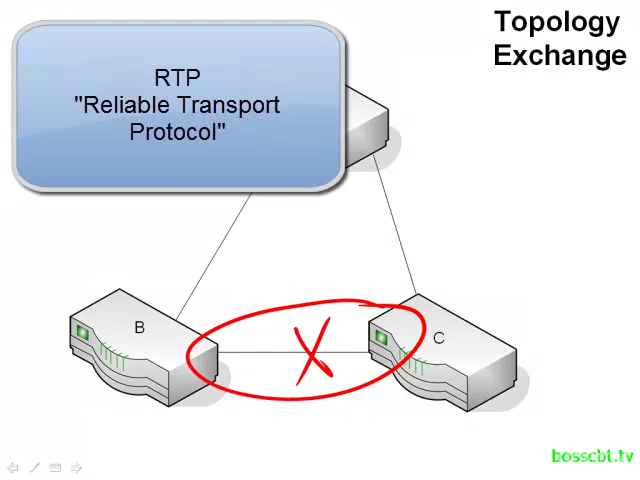 Topology
Exchange
RTP
"Reliable Transport
Protocol"
B
C
bosscbt.tv